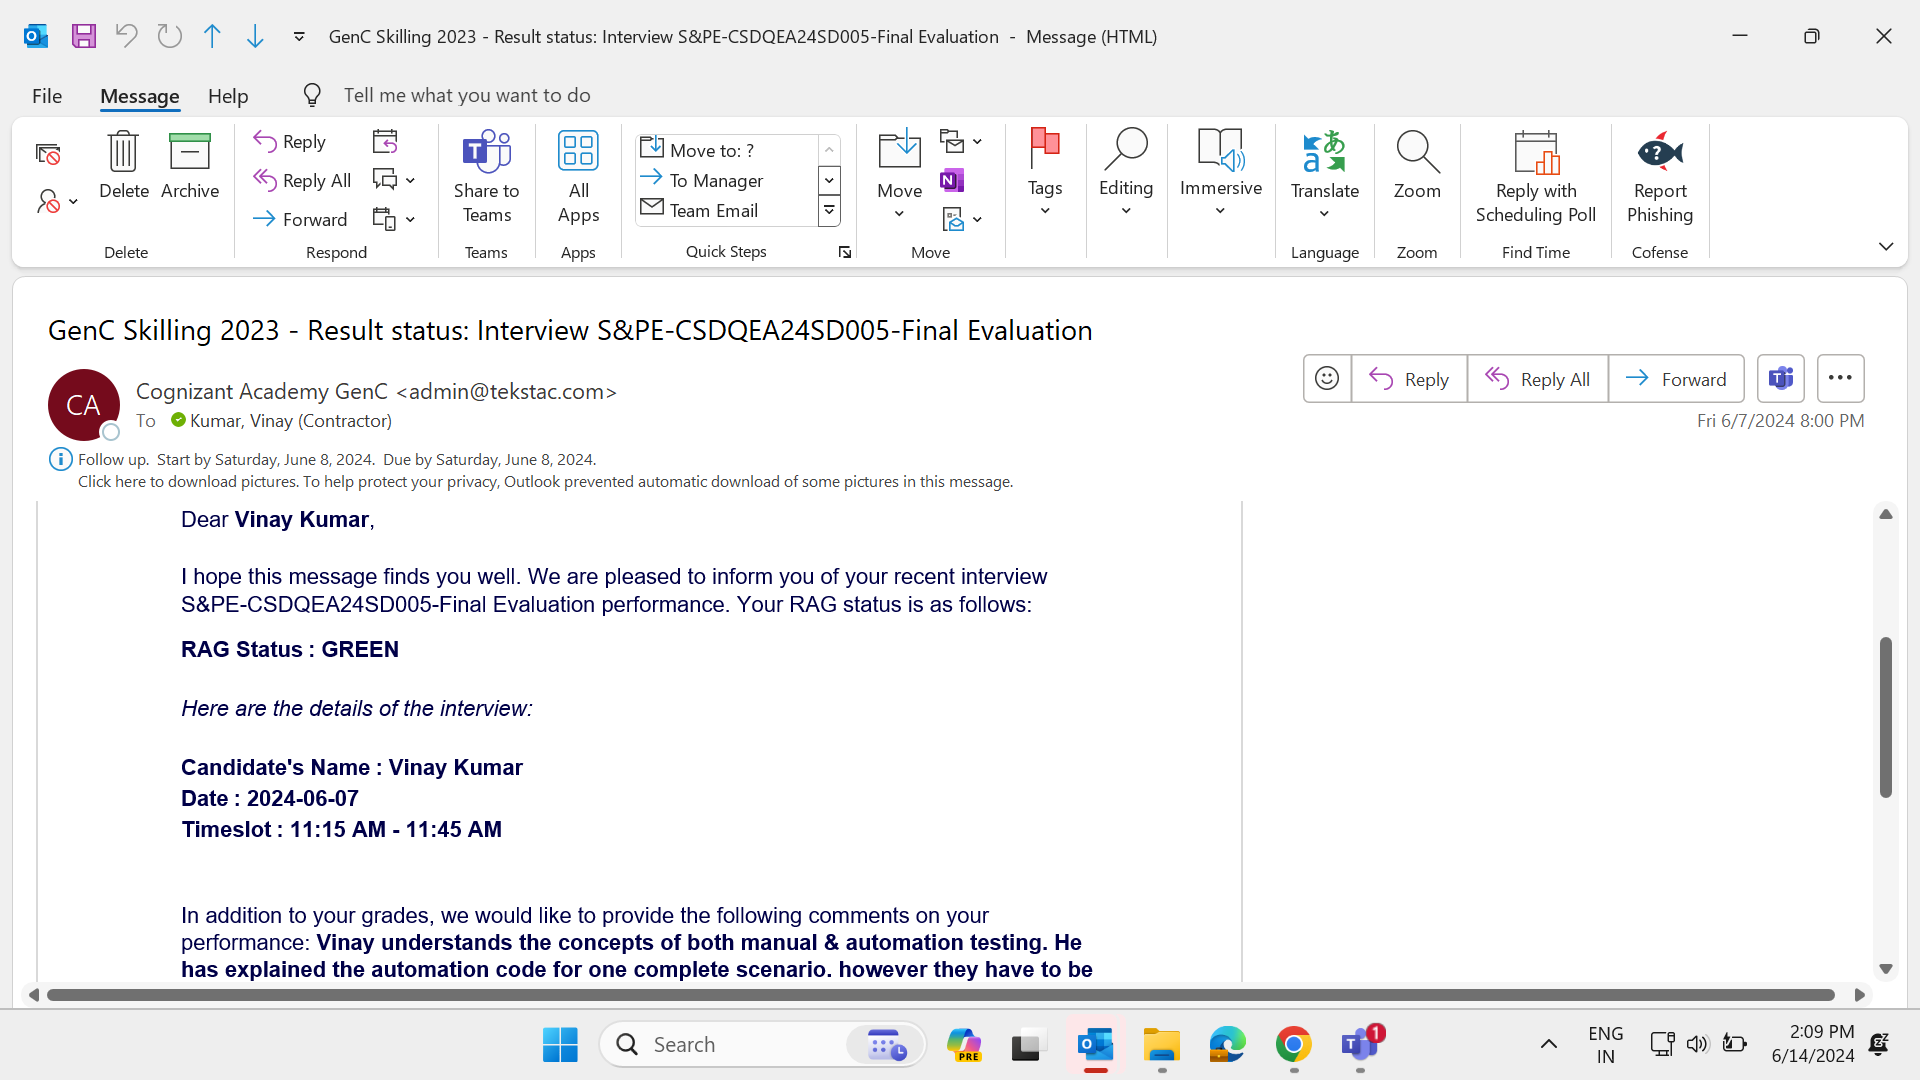 GenC Skilling 2023 - Result status: Interview S&PE-CSDQEA24SD005-Final Evaluation - Message (HTML)
File Message Help Tell me what you want to do
Delete
Archive
Reply
Reply All
Forward
Share to
Teams
All
Apps
Move to: ?
To Manager
Team Email
Move
Tags
Editing
Immersive
Translate
Zoom
Reply with
Scheduling Poll
Report
Phishing
Delete Respond Teams Apps Quick Steps Move Language Zoom Find Time Cofense
GenC Skilling 2023 - Result status: Interview S&PE-CSDQEA24SD005-Final Evaluation
CA
Cognizant Academy GenC <admin@tekstac.com>
To Kumar, Vinay (Contractor)
Reply Reply All Forward
Fri 6/7/2024 8:00 PM
Follow up. Start by Saturday, June 8, 2024. Due by Saturday, June 8, 2024.
Click here to download pictures. To help protect your privacy, Outlook prevented automatic download of some pictures in this message.
Dear Vinay Kumar,
I hope this message finds you well. We are pleased to inform you of your recent interview
S&PE-CSDQEA24SD005-Final Evaluation performance. Your RAG status is as follows:
RAG Status : GREEN
Here are the details of the interview:
Candidate's Name : Vinay Kumar
Date : 2024-06-07
Timeslot : 11:15 AM - 11:45 AM
In addition to your grades, we would like to provide the following comments on your
performance: Vinay understands the concepts of both manual & automation testing. He
has explained the automation code for one complete scenario. however they have to be
Search
PRE
1
ENG
IN
2:09 PM
6/14/2024